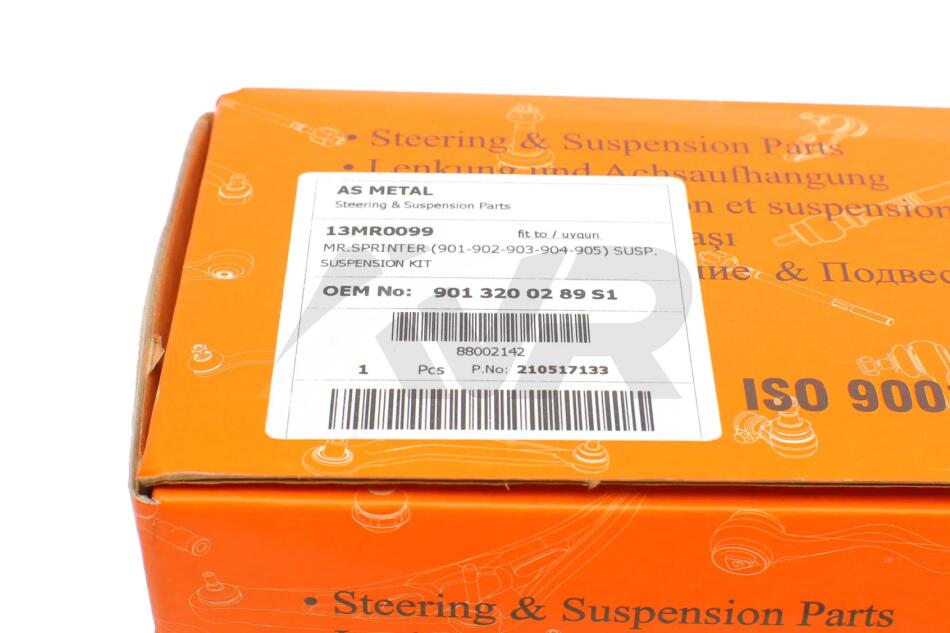 • Steering & Suspension Parts
• Lenkung und Achsaufhangung
on et suspension
aşı
ние & Подвес
AS METAL
Steering & Suspension Parts
13MR0099 fit to / uygun
MR.SPRINTER (901-902-903-904-905) SUSP.
SUSPENSION KIT
OEM No: 901 320 02 89 S1
88002142
1 Pcs P.No: 210517133
ISO 900
• Steering & Suspension Parts